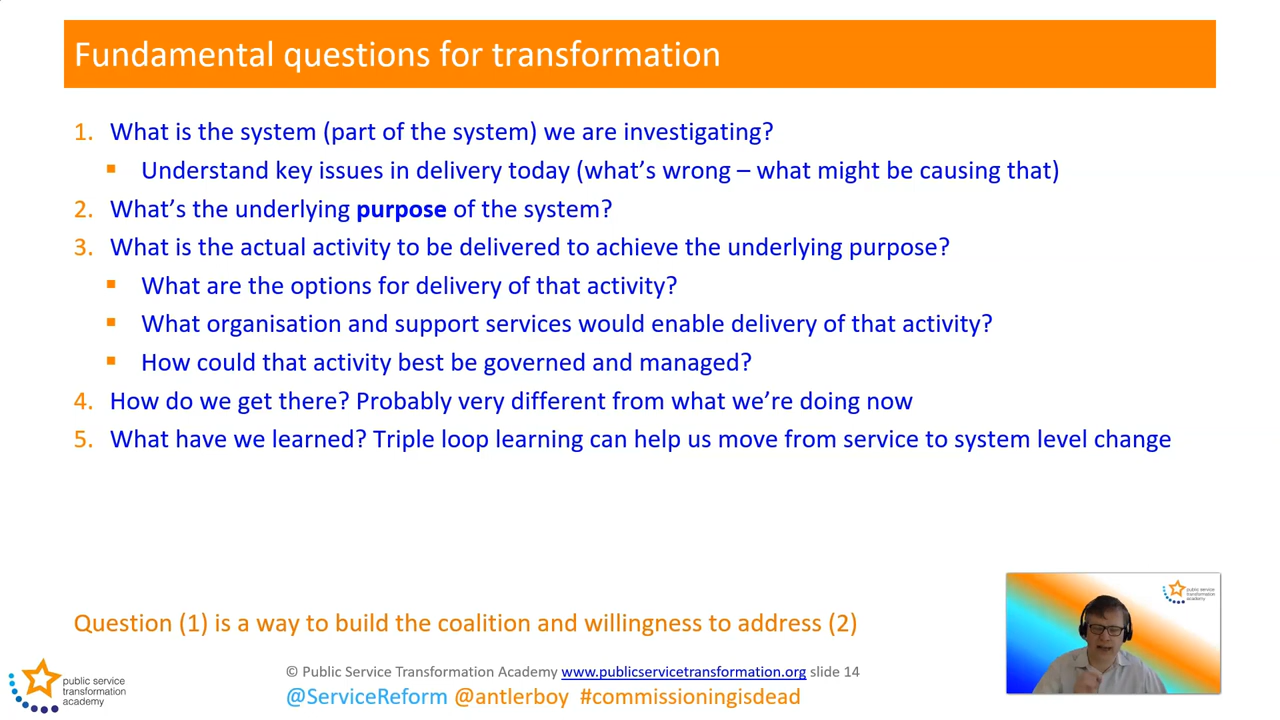 Fundamental questions for transformation
1. What is the system (part of the system) we are investigating?
▪ Understand key issues in delivery today (what's wrong – what might be causing that)
2. What's the underlying purpose of the system?
3. What is the actual activity to be delivered to achieve the underlying purpose?
▪ What are the options for delivery of that activity?
▪ What organisation and support services would enable delivery of that activity?
▪ How could that activity best be governed and managed?
4. How do we get there? Probably very different from what we're doing now
5. What have we learned? Triple loop learning can help us move from service to system level change
Question (1) is a way to build the coalition and willingness to address (2)
public service
transformation
academy
© Public Service Transformation Academy www.publicservicetransformation.org slide 14
@ServiceReform @antlerboy #commissioningisdead
public service
transformation
academy